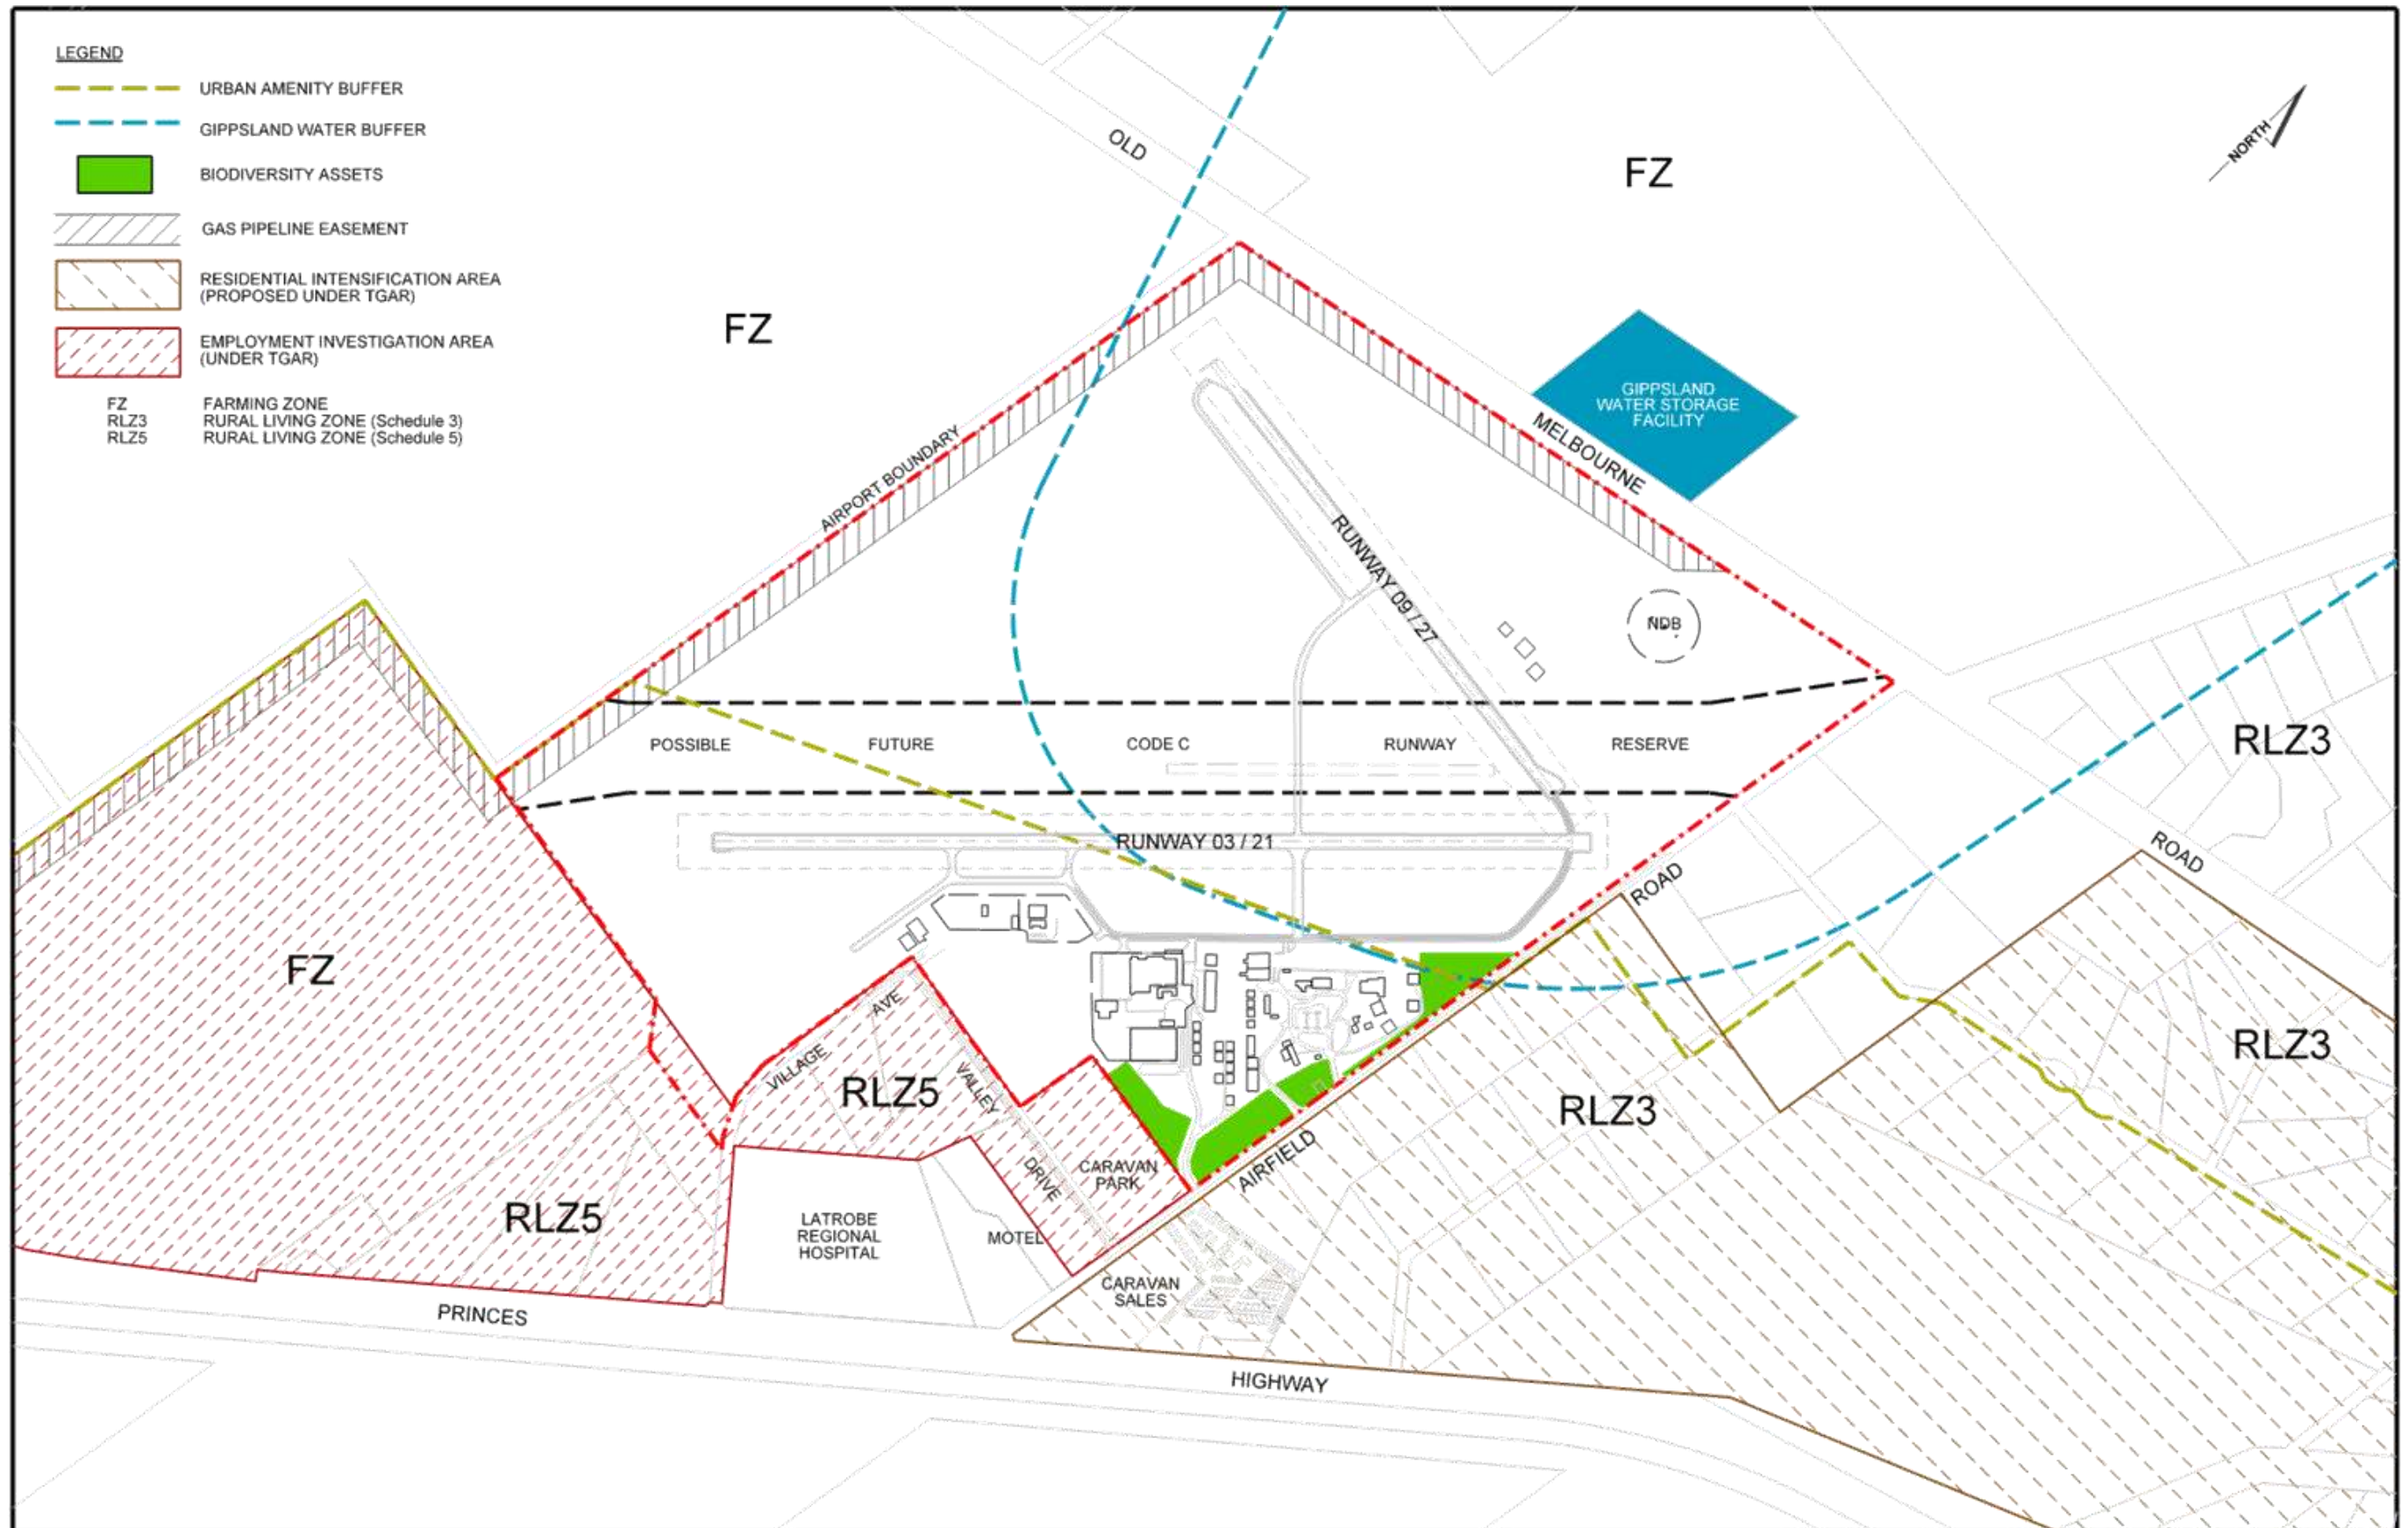 LEGEND
URBAN AMENITY BUFFER
GIPPSLAND WATER BUFFER
BIODIVERSITY ASSETS
GAS PIPELINE EASEMENT
RESIDENTIAL INTENSIFICATION AREA
(PROPOSED UNDER TGAR)
EMPLOYMENT INVESTIGATION AREA
(UNDER TGAR)
FZ FARMING ZONE
RLZ3 RURAL LIVING ZONE (Schedule 3)
RLZ5 RURAL LIVING ZONE (Schedule 5)
NORTH
OLD
FZ
FZ
GIPPSLAND
WATER STORAGE
FACILITY
MELBOURNE
AIRPORT BOUNDARY
RUNWAY 09 / 27
NDB
POSSIBLE FUTURE CODE C RUNWAY RESERVE
RLZ3
RUNWAY 03 / 21
ROAD
ROAD
FZ
VILLAGE AVE
RLZ5
VALLEY
DRIVE
RLZ3
RLZ3
CARAVAN
PARK
AIRFIELD
RLZ5
LATROBE
REGIONAL
HOSPITAL
MOTEL
CARAVAN
SALES
PRINCES
HIGHWAY